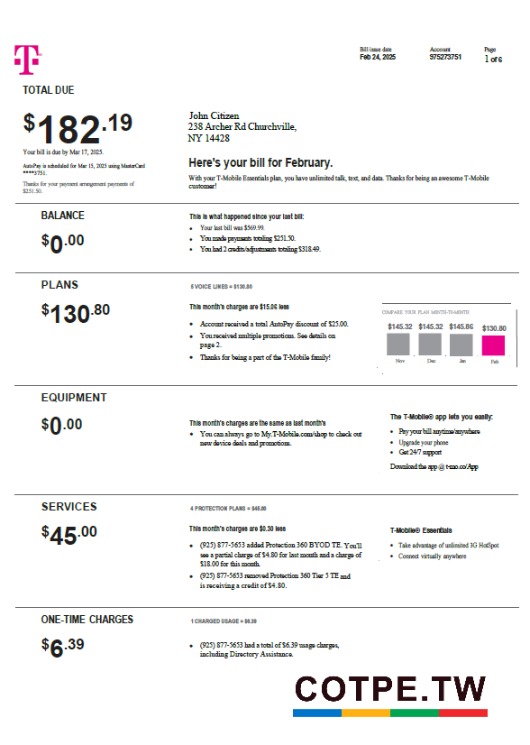 T
Bill issue date
Feb 24, 2025
Account
975273751
Page
1 of 6
TOTAL DUE
$182.19
Your bill is due by Mar 17, 2025.
AutoPay is scheduled for Mar 15, 2025 using MasterCard
****3751.
Thanks for your payment arrangement payments of
$251.50.
John Citizen
238 Archer Rd Churchville,
NY 14428
Here's your bill for February.
With your T-Mobile Essentials plan, you have unlimited talk, text, and data. Thanks for being an awesome T-Mobile
customer!
BALANCE
$0.00
This is what happened since your last bill:
• Your last bill was $569.99.
• You made payments totaling $251.50.
• You had 2 credits/adjustments totaling $318.49.
PLANS
$130.80
5 VOICE LINES = $130.80
This month's charges are $15.06 less
• Account received a total AutoPay discount of $25.00.
• You received multiple promotions. See details on
page 2.
• Thanks for being a part of the T-Mobile family!
COMPARE YOUR PLAN MONTH-TO-MONTH
$145.32 $145.32 $145.86 $130.80
Nov Dec Jan Feb
EQUIPMENT
$0.00
This month's charges are the same as last month's
• You can always go to My.T-Mobile.com/shop to check out
new device deals and promotions.
The T-Mobile® app lets you easily:
• Pay your bill anytime/anywhere
• Upgrade your phone
• Get 24/7 support
Download the app @ t-mo.co/App
SERVICES
$45.00
4 PROTECTION PLANS = $45.00
This month's charges are $0.30 less
• (925) 877-5653 added Protection 360 BYOD TE. You'll
see a partial charge of $4.80 for last month and a charge of
$18.00 for this month.
• (925) 877-5653 removed Protection 360 Tier 5 TE and
is receiving a credit of $4.80.
T-Mobile® Essentials
• Take advantage of unlimited 3G HotSpot
• Connect virtually anywhere
ONE-TIME CHARGES
$6.39
1 CHARGED USAGE = $6.39
• (925) 877-5653 had a total of $6.39 usage charges,
including Directory Assistance.
COTPE.TW